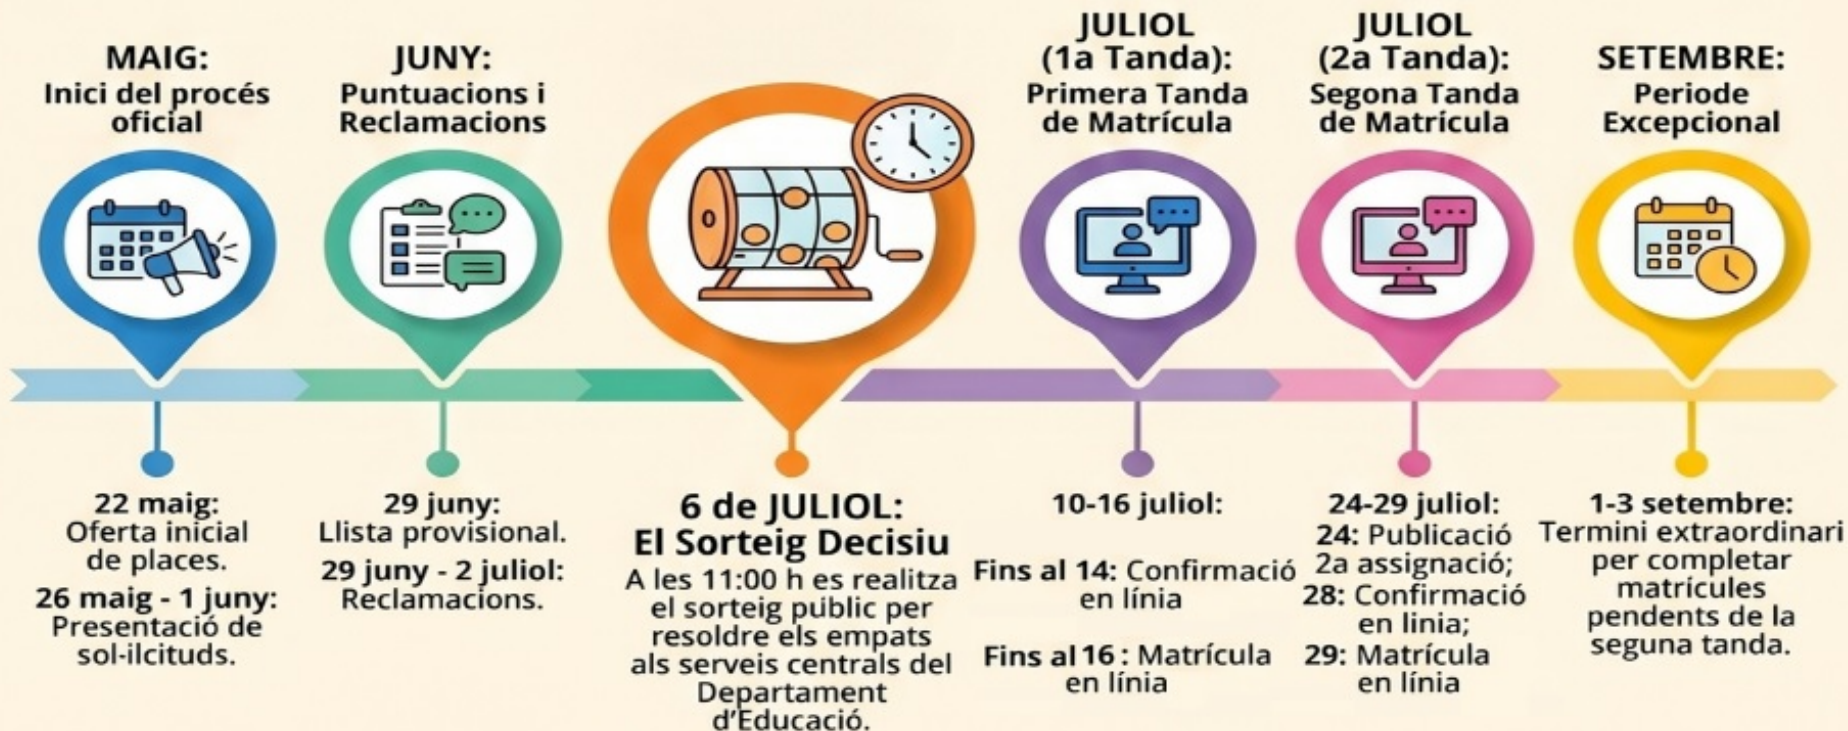 MAIG:
Inici del procés
oficial
22 maig:
Oferta inicial
de places.
26 maig - 1 juny:
Presentació de
sol-ilcituds.
JUNY:
Puntuacions i
Reclamacions
29 juny:
Llista provisional.
29 juny - 2 juliol:
Reclamacions.
6 de JULIOL:
El Sorteig Decisiu
A les 11:00 h es realitza
el sorteig públic per
resoldre els empats
als serveis centrals del
Departament
d'Educació.
JULIOL
(1a Tanda):
Primera Tanda
de Matrícula
10-16 juliol:
Fins al 14: Confirmació
en línia
Fins al 16 : Matrícula
en línia
JULIOL
(2a Tanda):
Segona Tanda
de Matrícula
24-29 juliol:
24: Publicació
2a assignació;
28: Confirmació
en linia;
29: Matrícula
en línia
SETEMBRE:
Periode
Excepcional
1-3 setembre:
Termini extraordinari
per completar
matrícules
pendents de la
seguna tanda.